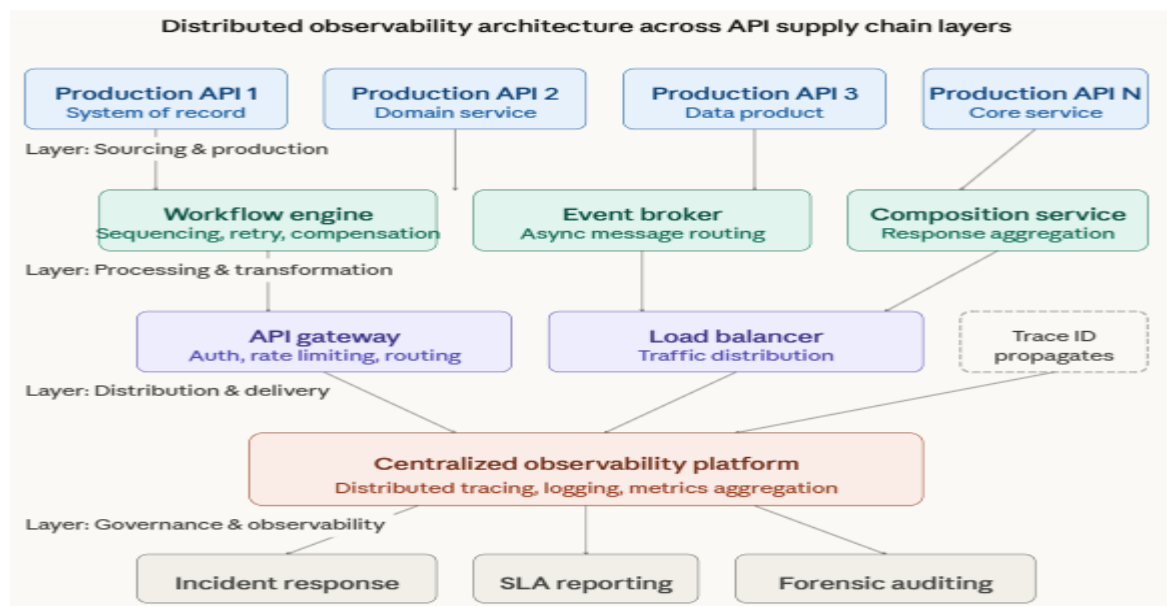 Distributed observability architecture across API supply chain layers
Production API 1
System of record
Production API 2
Domain service
Production API 3
Data product
Production API N
Core service
Layer: Sourcing & production
Workflow engine
Sequencing, retry, compensation
Event broker
Async message routing
Composition service
Response aggregation
Layer: Processing & transformation
API gateway
Auth, rate limiting, routing
Load balancer
Traffic distribution
Trace ID
propagates
Layer: Distribution & delivery
Centralized observability platform
Distributed tracing, logging, metrics aggregation
Layer: Governance & observability
Incident response
SLA reporting
Forensic auditing